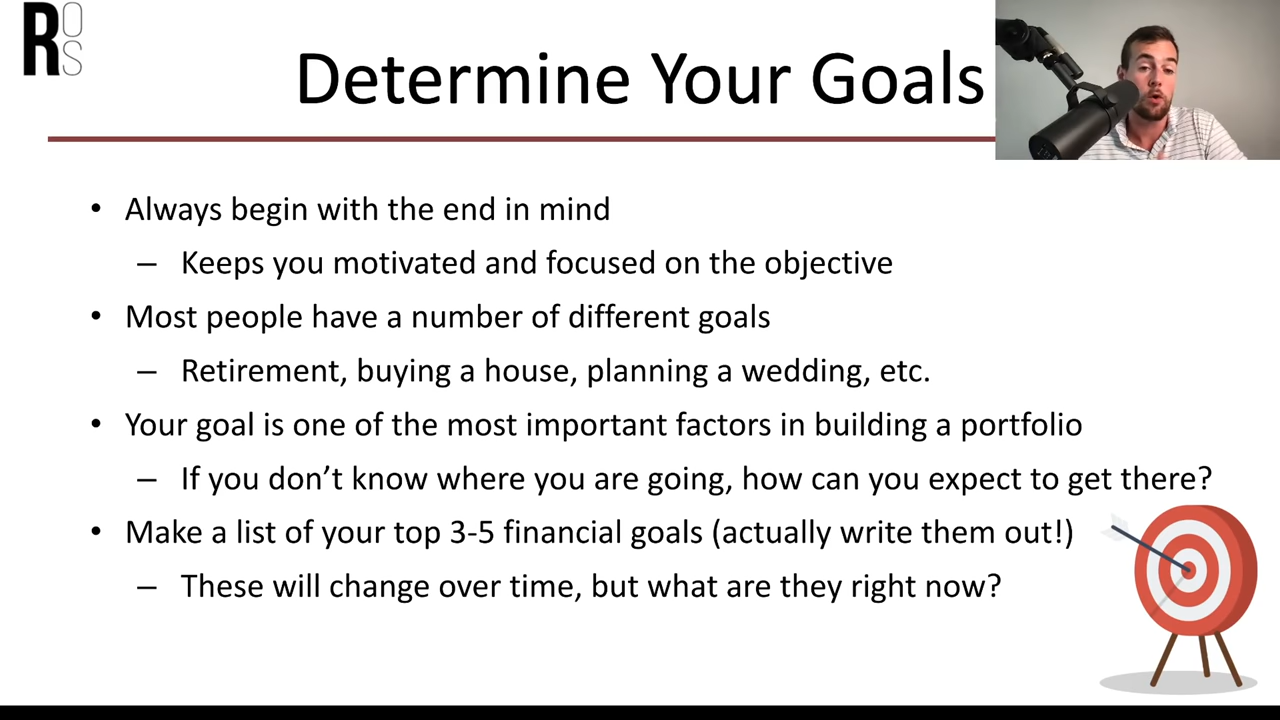 ROS
Determine Your Goals
• Always begin with the end in mind
– Keeps you motivated and focused on the objective
• Most people have a number of different goals
– Retirement, buying a house, planning a wedding, etc.
• Your goal is one of the most important factors in building a portfolio
– If you don’t know where you are going, how can you expect to get there?
• Make a list of your top 3-5 financial goals (actually write them out!)
– These will change over time, but what are they right now?